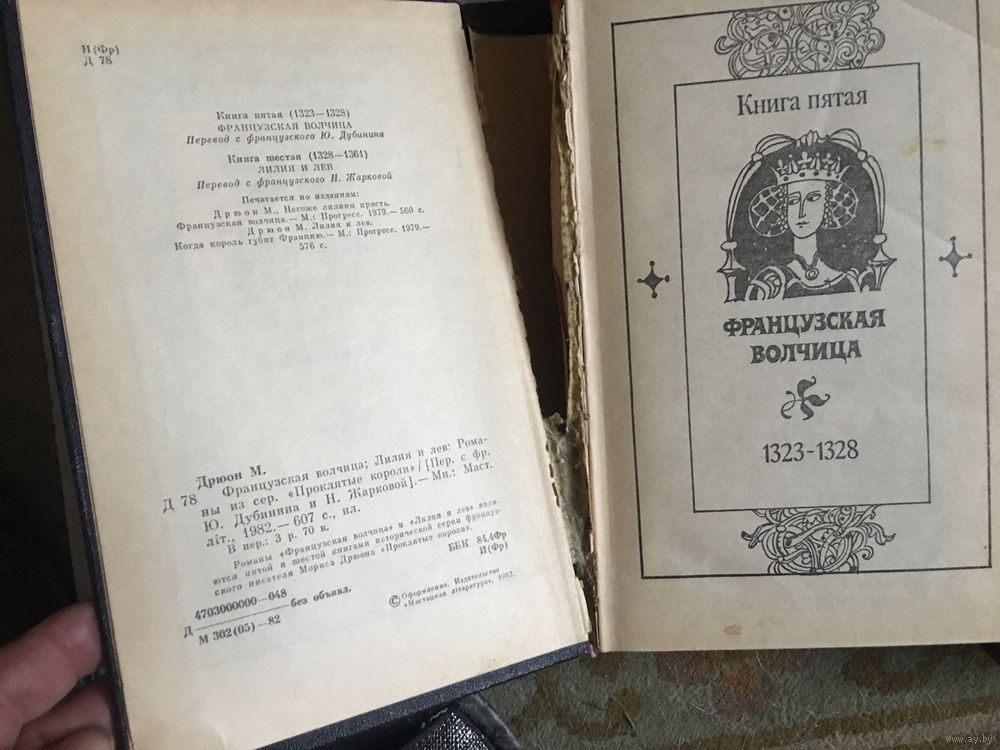 И(Фр)
Д 78
Книга пятая (1323—1328)
ФРАНЦУЗСКАЯ ВОЛЧИЦА
Перевод с французского Ю. Дубинина
Книга шестая (1328—1361)
ЛИЛИЯ И ЛЕВ
Перевод с французского Н. Жарковой
Печатается по изданиям:
Дрюон М., Негоже лилиям прясть.
Французская волчица.— М.: Прогресс. 1979.— 560 с.
Дрюон М. Лилия и лев.
Когда король губит Францию.— М.: Прогресс. 1979.—
576 с.
Дрюон М.
Д 78 Французская волчица; Лилия и лев: Рома-
ны из сер. «Проклятые короли» / [Пер. с фр.
Ю. Дубинина и Н. Жарковой].— Мн.: Маст.
літ., 1982.— 607 с., ил.
В пер.: 3 р. 70 к.
Романы «Французская волчица» и «Лилия и лев» явля-
ются пятой и шестой книгами исторической серии француз-
ского писателя Мориса Дрюона «Проклятые короли».
ББК 84.4Фр
И(Фр)
4703000000—048
Д без объявл.
М 302(05)—82
© Оформление. Издательство
«Мастацкая літаратура», 1982.
Книга пятая
ФРАНЦУЗСКАЯ
ВОЛЧИЦА
1323-1328
www.ay.by